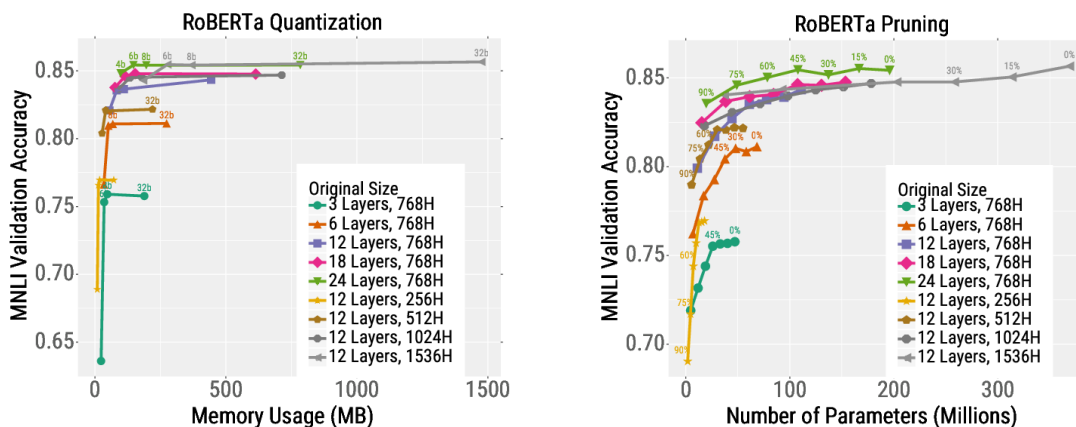 RoBERTa Quantization
MNLI Validation Accuracy
0.85
0.80
0.75
0.70
0.65
4b
6b
8b
6b
8b
32b
32b
32b
32b
6b
32b
Original Size
3 Layers, 768H
6 Layers, 768H
12 Layers, 768H
18 Layers, 768H
24 Layers, 768H
12 Layers, 256H
12 Layers, 512H
12 Layers, 1024H
12 Layers, 1536H
0
500
1000
1500
Memory Usage (MB)
RoBERTa Pruning
MNLI Validation Accuracy
0.85
0.80
0.75
0.70
90%
75%
60%
45%
30%
15%
0%
60%
30%
15%
0%
60%
75%
90%
45%
30%
0%
45%
0%
60%
75%
90%
Original Size
3 Layers, 768H
6 Layers, 768H
12 Layers, 768H
18 Layers, 768H
24 Layers, 768H
12 Layers, 256H
12 Layers, 512H
12 Layers, 1024H
12 Layers, 1536H
0
100
200
300
Number of Parameters (Millions)